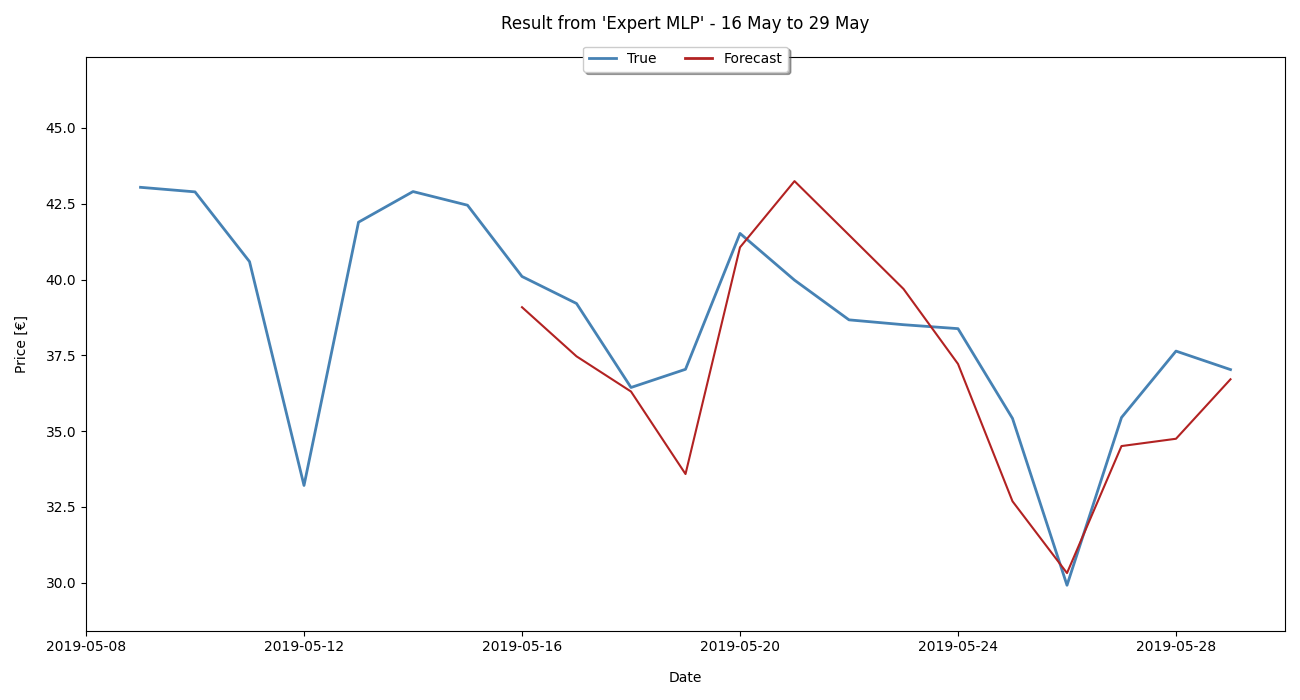 Result from 'Expert MLP' - 16 May to 29 May
True
Forecast
45.0
42.5
40.0
37.5
35.0
32.5
30.0
Price [€]
2019-05-08
2019-05-12
2019-05-16
2019-05-20
2019-05-24
2019-05-28
Date